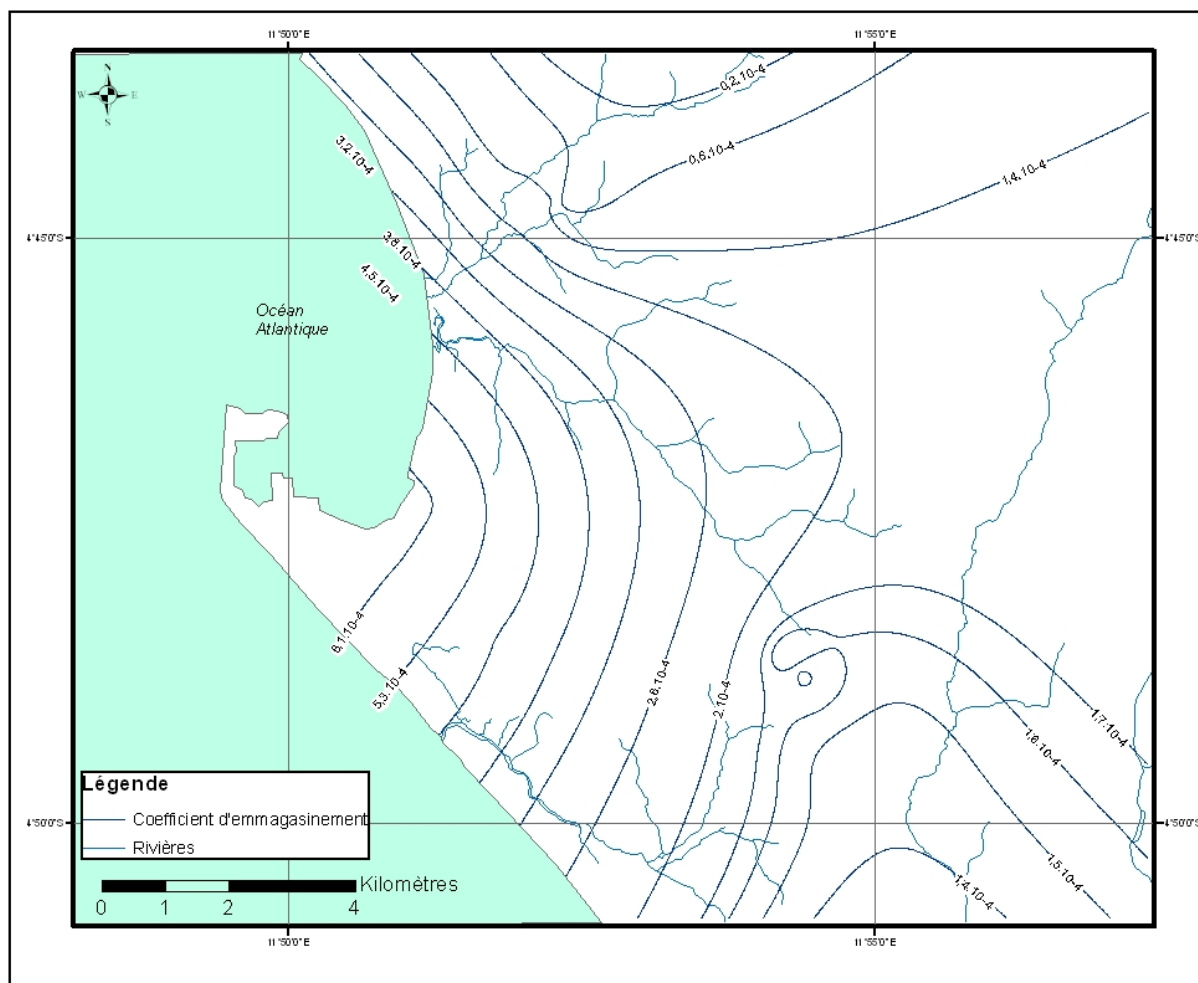 11°50'0"E
11°55'0"E
N
W
E
S
0,2.10-4
3,2.10-4
0,6.10-4
1,4.10-4
4°45'0"S
4°45'0"S
3,8.10-4
4,5.10-4
Océan
Atlantique
6,1.10-4
5,3.10-4
2,6.10-4
2.10-4
1,7.10-4
1,6.10-4
Légende
Coefficient d'emmagasinement
Rivières
4°50'0"S
4°50'0"S
1,5.10-4
1,4.10-4
Kilomètres
0 1 2 4
11°50'0"E
11°55'0"E